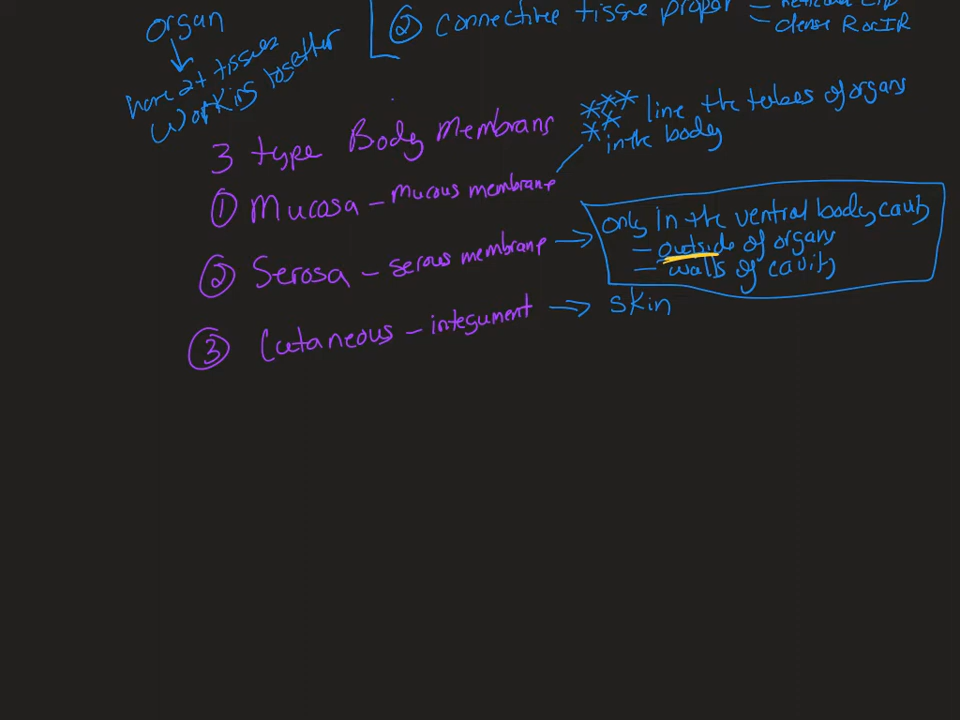 organ
have 2+ tissues
working together
② connective tissue proper
dense R or IR
3 type Body Membrans
*** line the tubes of organs
** in the body
① Mucosa – Mucous membrane
② Serosa – serous membrane
only in the ventral body cavity
– outside of organs
– walls of cavity
③ Cutaneous – integument → skin